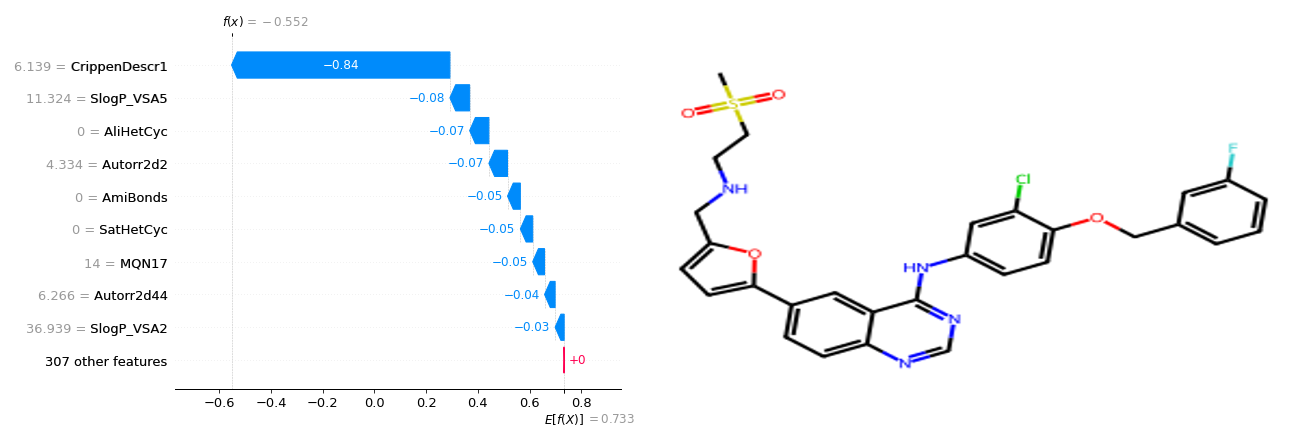 f(x) = −0.552
6.139 = CrippenDescr1
−0.84
11.324 = SlogP_VSA5
−0.08
0 = AliHetCyc
−0.07
4.334 = Autorr2d2
−0.07
0 = AmiBonds
−0.05
0 = SatHetCyc
−0.05
14 = MQN17
−0.05
6.266 = Autorr2d44
−0.04
36.939 = SlogP_VSA2
−0.03
307 other features
+0
−0.6 −0.4 −0.2 0.0 0.2 0.4 0.6 0.8
E[f(X)] = 0.733
O
S
O
NH
O
HN
N
N
Cl
O
F